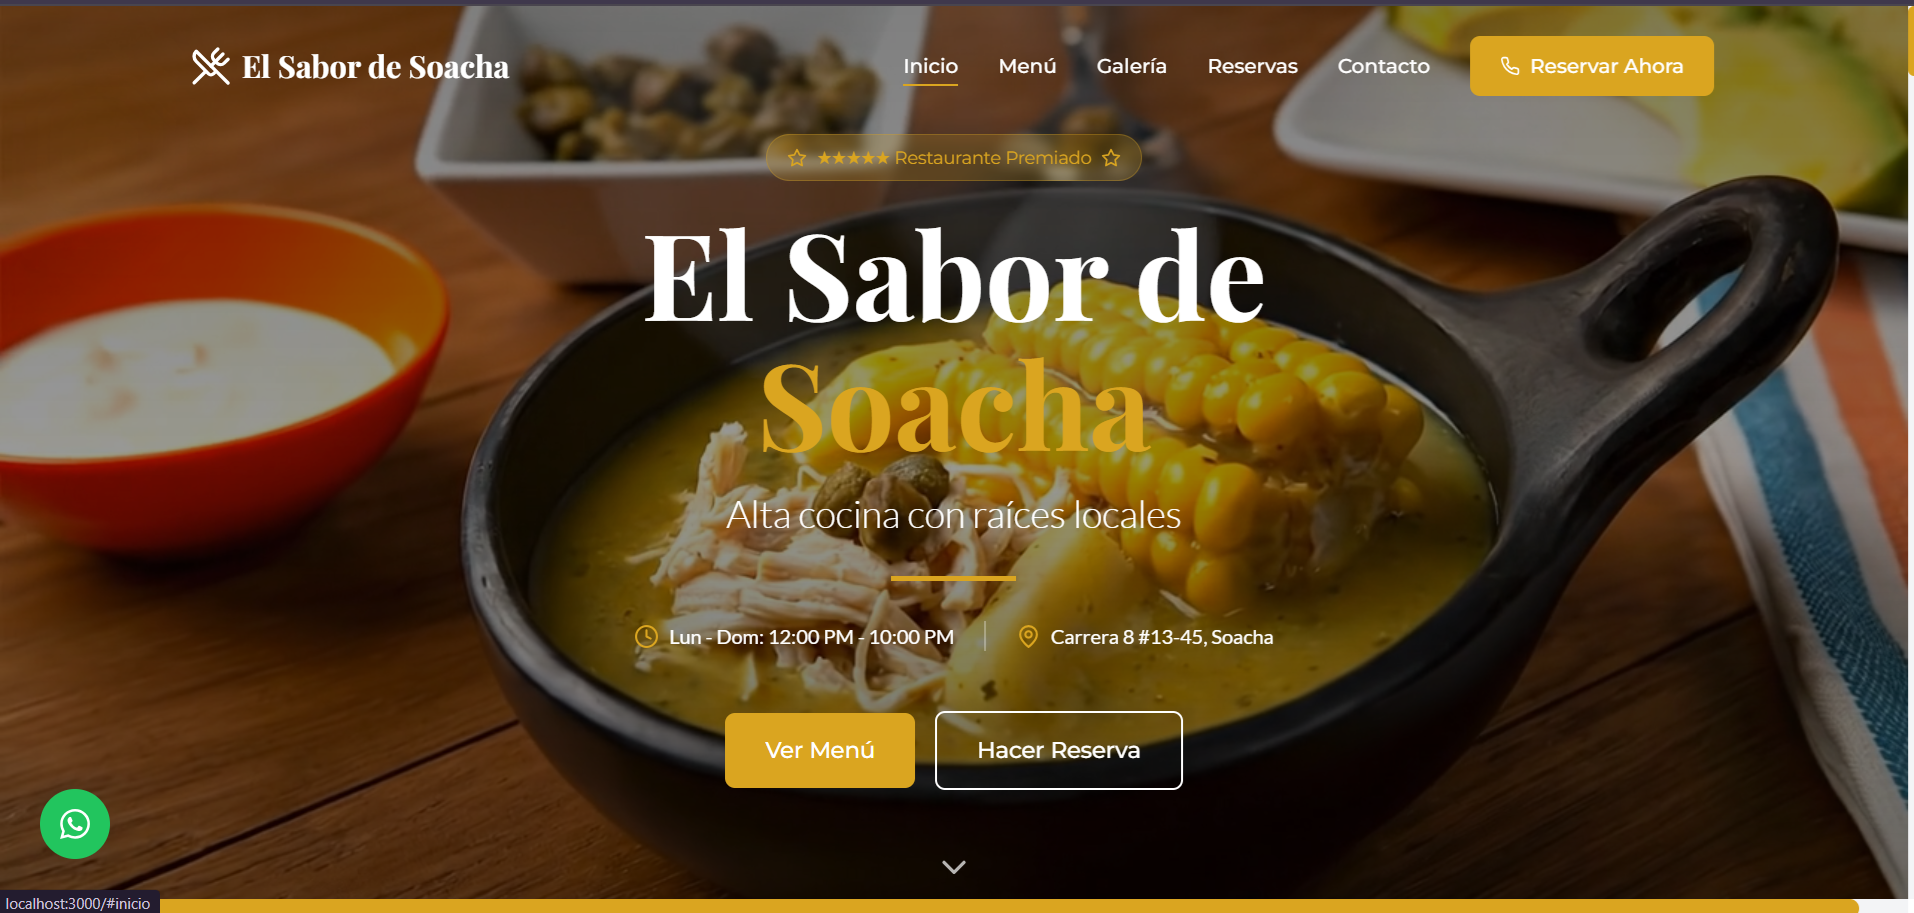 El Sabor de Soacha
Inicio Menú Galería Reservas Contacto Reservar Ahora
★★★★★ Restaurante Premiado
El Sabor de
Soacha
Alta cocina con raíces locales
Lun - Dom: 12:00 PM - 10:00 PM
Carrera 8 #13-45, Soacha
Ver Menú Hacer Reserva
localhost:3000/#inicio